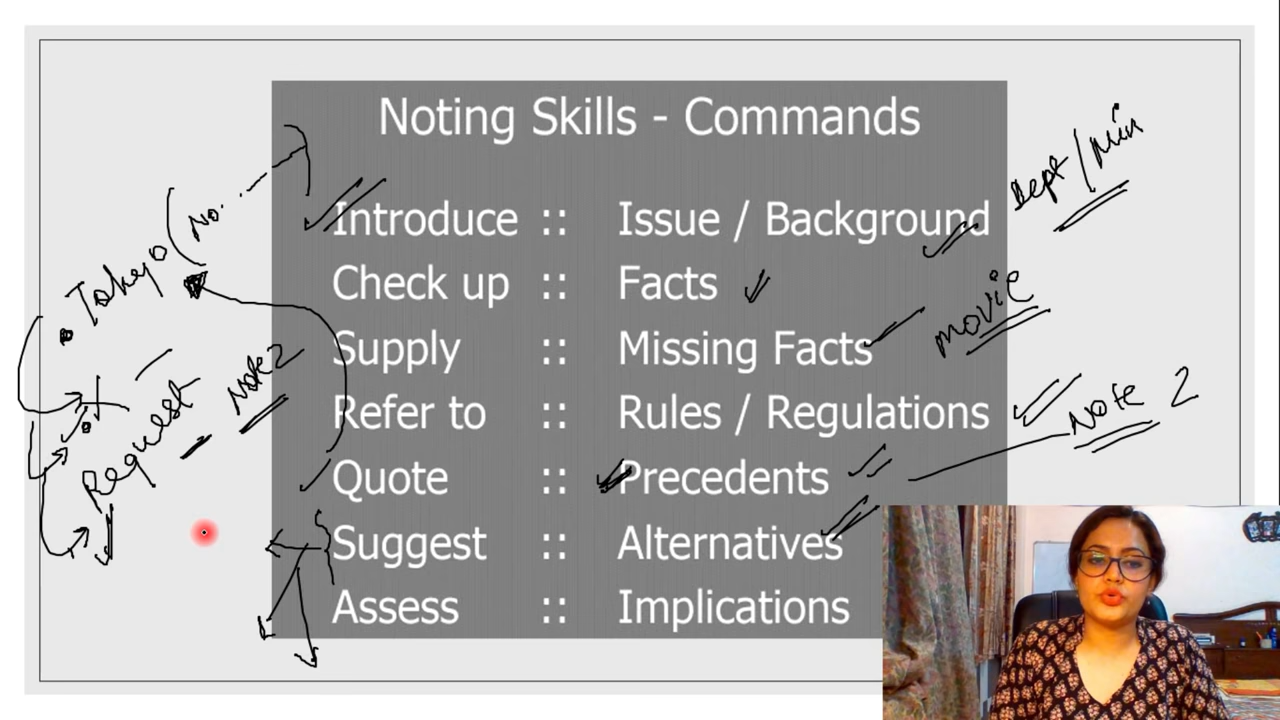 Noting Skills - Commands
Introduce :: Issue / Background
Check up :: Facts
Supply :: Missing Facts
Refer to :: Rules / Regulations
Quote :: Precedents
Suggest :: Alternatives
Assess :: Implications
Dept/Min
movie
Note 2
Tokyo (No. ---)
Request
Note 2